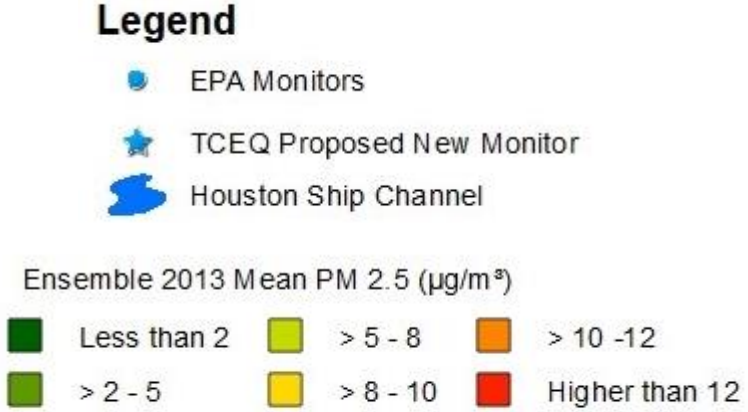 Legend
EPA Monitors
TCEQ Proposed New Monitor
Houston Ship Channel
Ensemble 2013 Mean PM 2.5 (µg/m³)
Less than 2 > 5 - 8 > 10 -12
> 2 - 5 > 8 - 10 Higher than 12